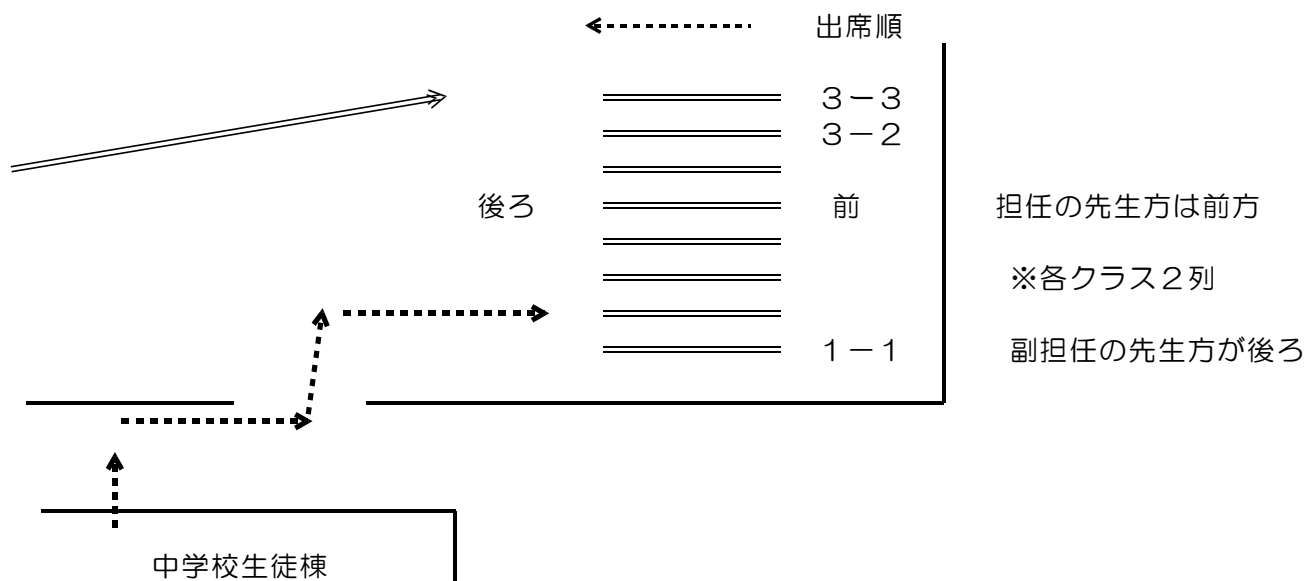 出席順
３－３
３－２
後ろ 前 担任の先生方は前方
※各クラス２列
１－１ 副担任の先生方が後ろ
中学校生徒棟